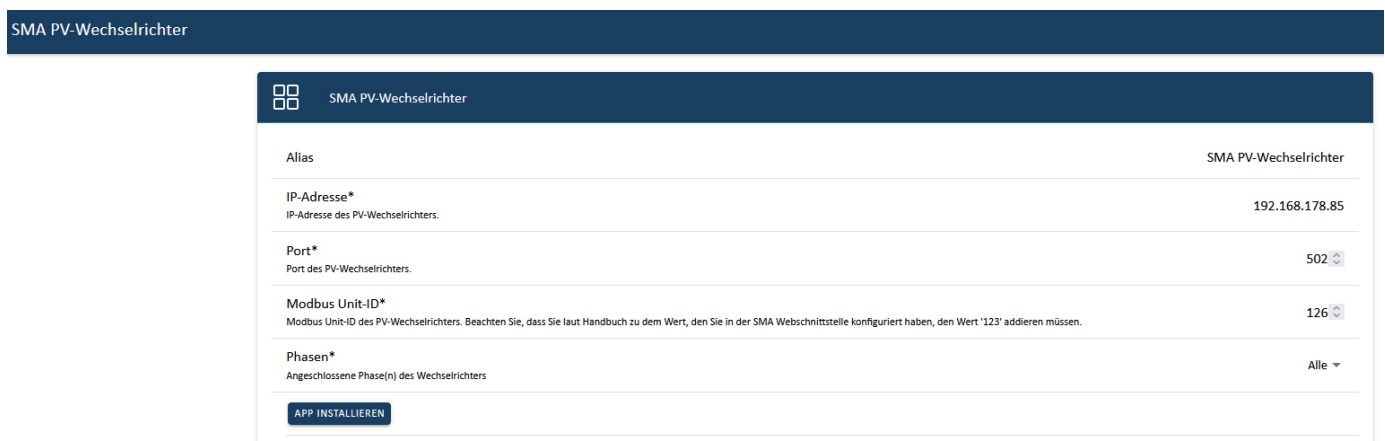 SMA PV-Wechselrichter
SMA PV-Wechselrichter
Alias
SMA PV-Wechselrichter
IP-Adresse*
IP-Adresse des PV-Wechselrichters.
192.168.178.85
Port*
Port des PV-Wechselrichters.
502
Modbus Unit-ID*
Modbus Unit-ID des PV-Wechselrichters. Beachten Sie, dass Sie laut Handbuch zu dem Wert, den Sie in der SMA Webschnittstelle konfiguriert haben, den Wert '123' addieren müssen.
126
Phasen*
Angeschlossene Phase(n) des Wechselrichters
Alle
APP INSTALLIEREN